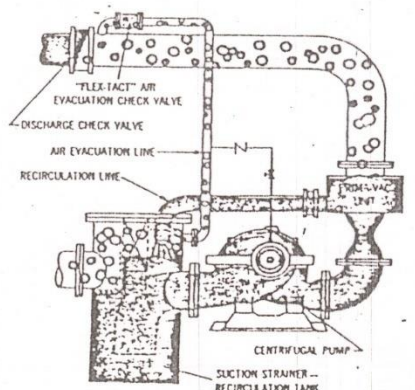 "FLEX-TACT" AIR
EVACUATION CHECK
VALVE
DISCHARGE CHECK VALVE
AIR EVACUATION LINE
RECIRCULATION LINE
PRIM-VAC
UNIT
CENTRIFUGAL PUMP
SUCTION STRAINER—
RECIRCULATION TANK